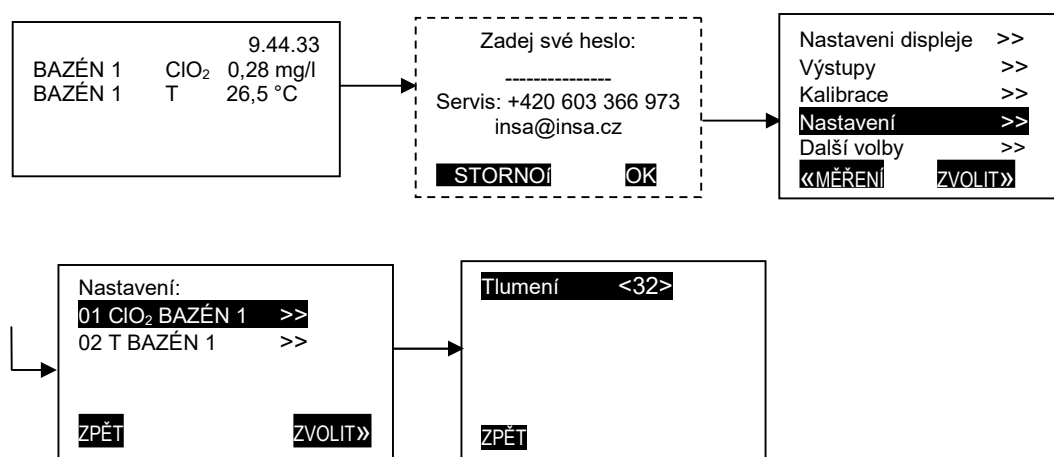 9.44.33
BAZÉN 1 ClO₂ 0,28 mg/l
BAZÉN 1 T 26,5 °C
Zadej své heslo:
---------------
Servis: +420 603 366 973
insa@insa.cz
STORNOí OK
Nastaveni displeje >>
Výstupy >>
Kalibrace >>
Nastavení >>
Další volby >>
«MĚŘENÍ ZVOLIT»
Nastavení:
01 ClO₂ BAZÉN 1 >>
02 T BAZÉN 1 >>
ZPĚT ZVOLIT»
Tlumení <32>
ZPĚT